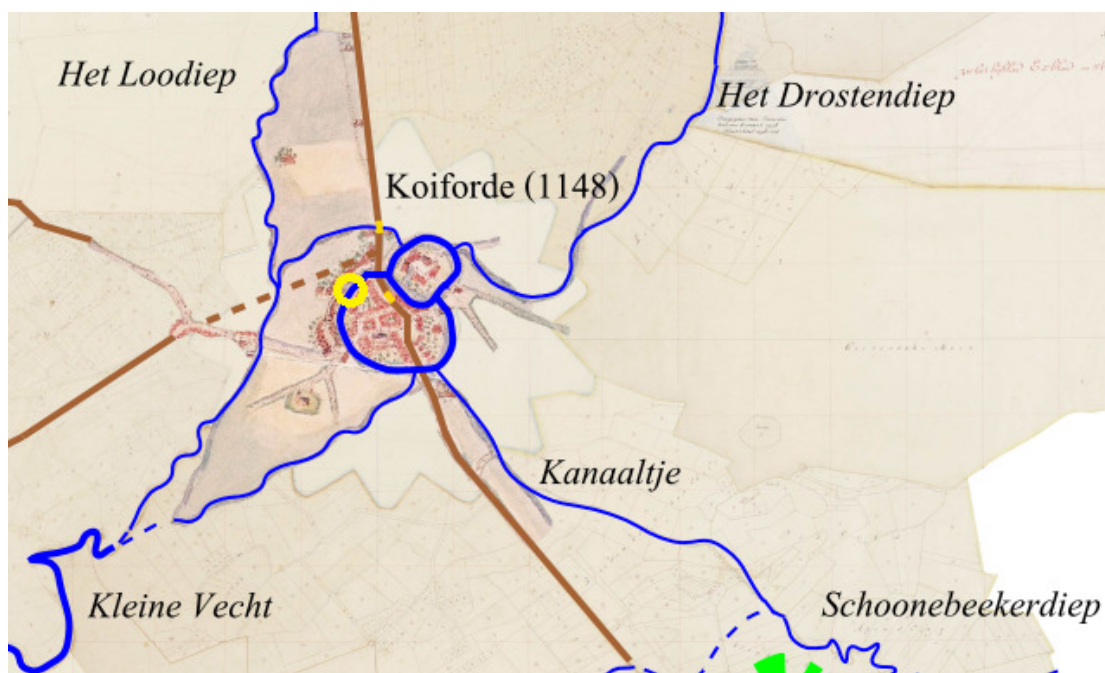 Het Loodiep
Het Drostendiep
Koiforde (1148)
Kanaaltje
Kleine Vecht
Schoonebeekerdiep